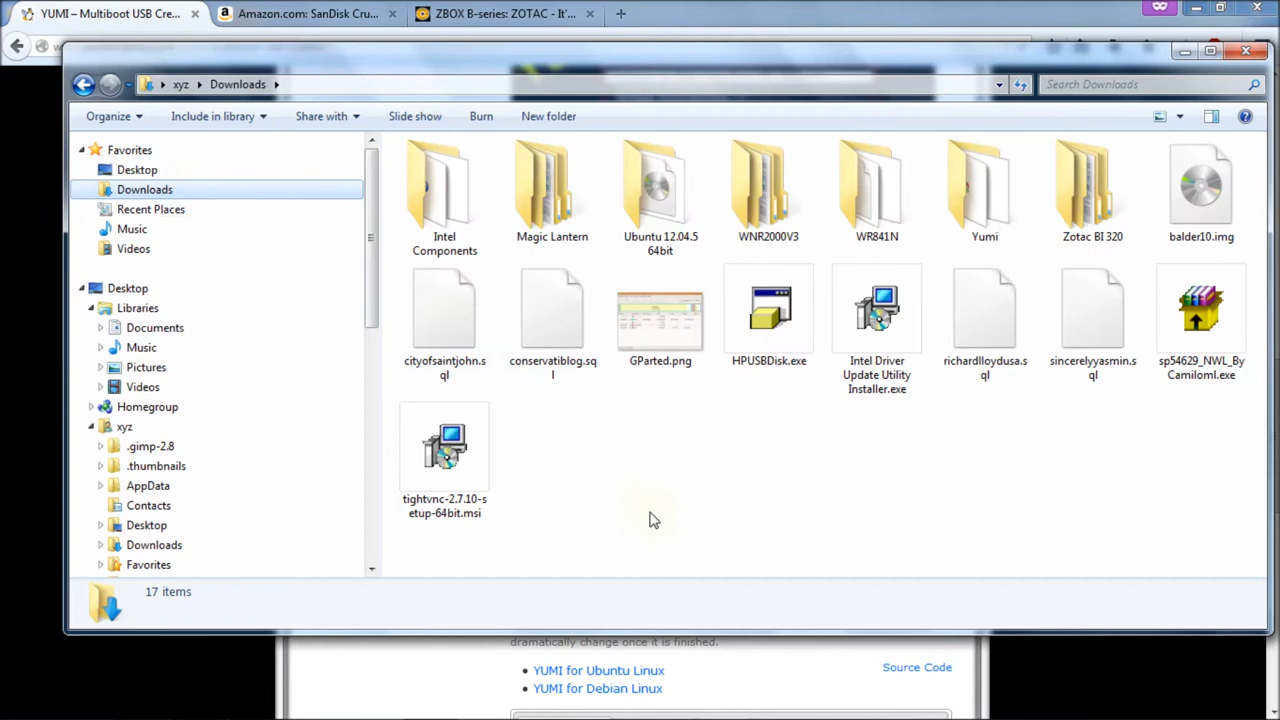 YUMI – Multiboot USB Cre...
Amazon.com: SanDisk Cru...
ZBOX B-series: ZOTAC - It'...
xyz
Downloads
Search Downloads
Organize
Include in library
Share with
Slide show
Burn
New folder
Favorites
Desktop
Downloads
Recent Places
Music
Videos
Desktop
Libraries
Documents
Music
Pictures
Videos
Homegroup
xyz
.gimp-2.8
.thumbnails
AppData
Contacts
Desktop
Downloads
Favorites
Intel
Components
Magic Lantern
Ubuntu 12.04.5
64bit
WNR2000V3
WR841N
Yumi
Zotac BI 320
balder10.img
cityofsaintjohn.s
ql
conservatiblog.sq
l
GParted.png
HPUSBDisk.exe
Intel Driver
Update Utility
Installer.exe
richardlloydusa.s
ql
sincerelyyasmin.s
ql
sp54629_NWL_By
Camiloml.exe
tightvnc-2.7.10-s
etup-64bit.msi
17 items
dramatically change once it is finished.
YUMI for Ubuntu Linux
Source Code
YUMI for Debian Linux